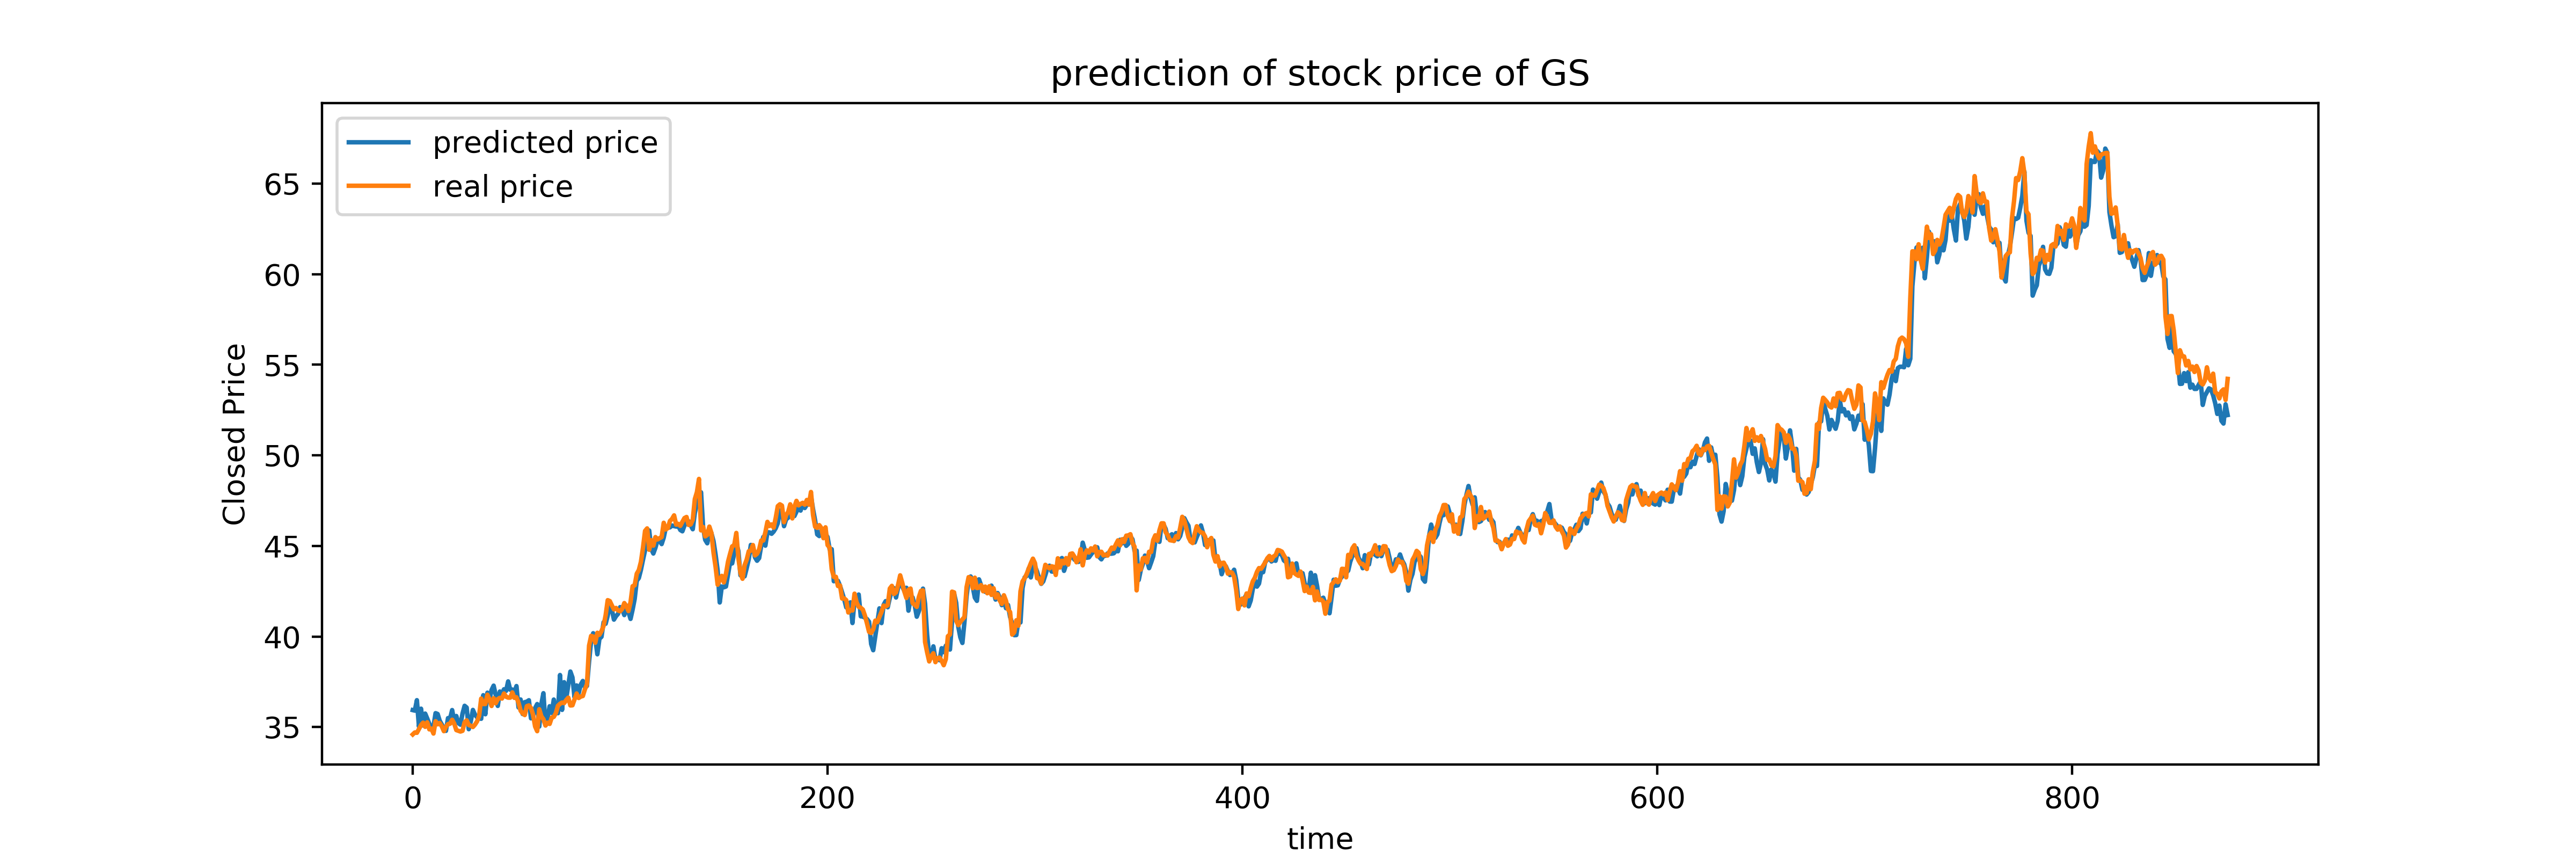 prediction of stock price of GS
predicted price
real price
Closed Price
65
60
55
50
45
40
35
0 200 400 600 800
time